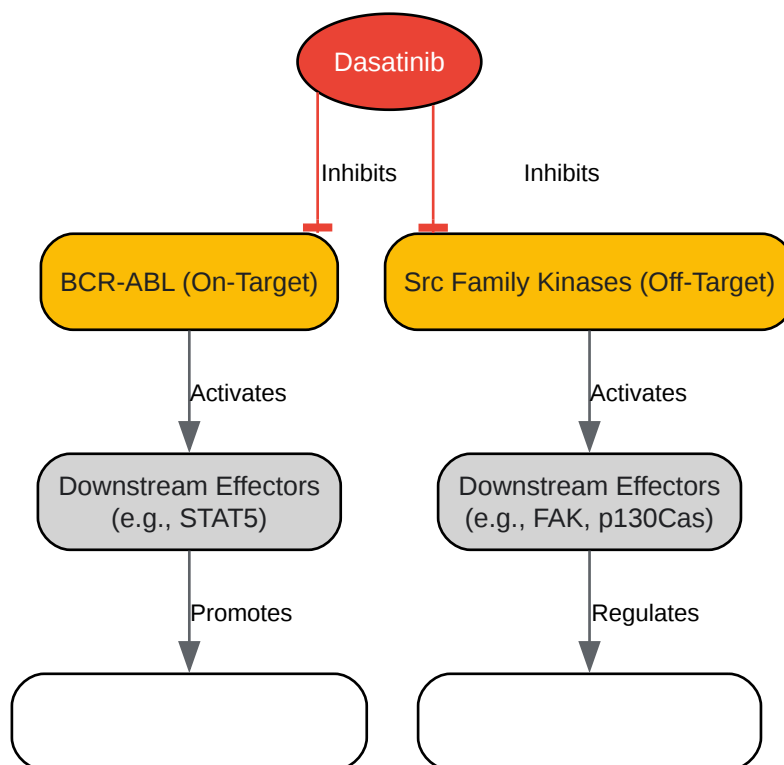 Dasatinib
Inhibits
Inhibits
BCR-ABL (On-Target)
Src Family Kinases (Off-Target)
Activates
Activates
Downstream Effectors
(e.g., STAT5)
Downstream Effectors
(e.g., FAK, p130Cas)
Promotes
Regulates